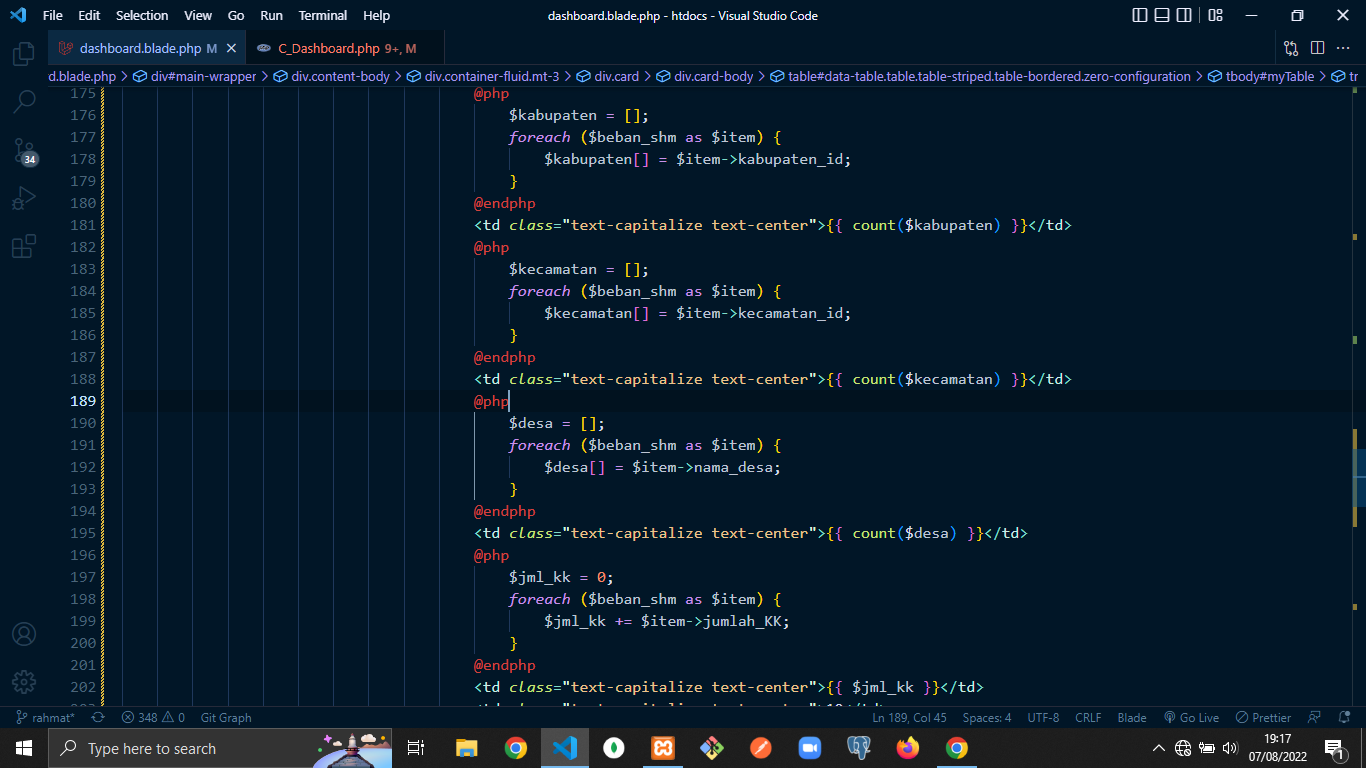 File Edit Selection View Go Run Terminal Help dashboard.blade.php - htdocs - Visual Studio Code
dashboard.blade.php M C_Dashboard.php 9+, M
d.blade.php > div#main-wrapper > div.content-body > div.container-fluid.mt-3 > div.card > div.card-body > table#data-table.table.table-striped.table-bordered.zero-configuration > tbody#myTable > tr
175 @php
176 $kabupaten = [];
177 foreach ($beban_shm as $item) {
178 $kabupaten[] = $item->kabupaten_id;
179 }
180 @endphp
181 <td class="text-capitalize text-center">{{ count($kabupaten) }}</td>
182 @php
183 $kecamatan = [];
184 foreach ($beban_shm as $item) {
185 $kecamatan[] = $item->kecamatan_id;
186 }
187 @endphp
188 <td class="text-capitalize text-center">{{ count($kecamatan) }}</td>
189 @php
190 $desa = [];
191 foreach ($beban_shm as $item) {
192 $desa[] = $item->nama_desa;
193 }
194 @endphp
195 <td class="text-capitalize text-center">{{ count($desa) }}</td>
196 @php
197 $jml_kk = 0;
198 foreach ($beban_shm as $item) {
199 $jml_kk += $item->jumlah_KK;
200 }
201 @endphp
202 <td class="text-capitalize text-center">{{ $jml_kk }}</td>
34
rahmat* 348 0 Git Graph Ln 189, Col 45 Spaces: 4 UTF-8 CRLF Blade Go Live Prettier
Type here to search
19:17
07/08/2022
1